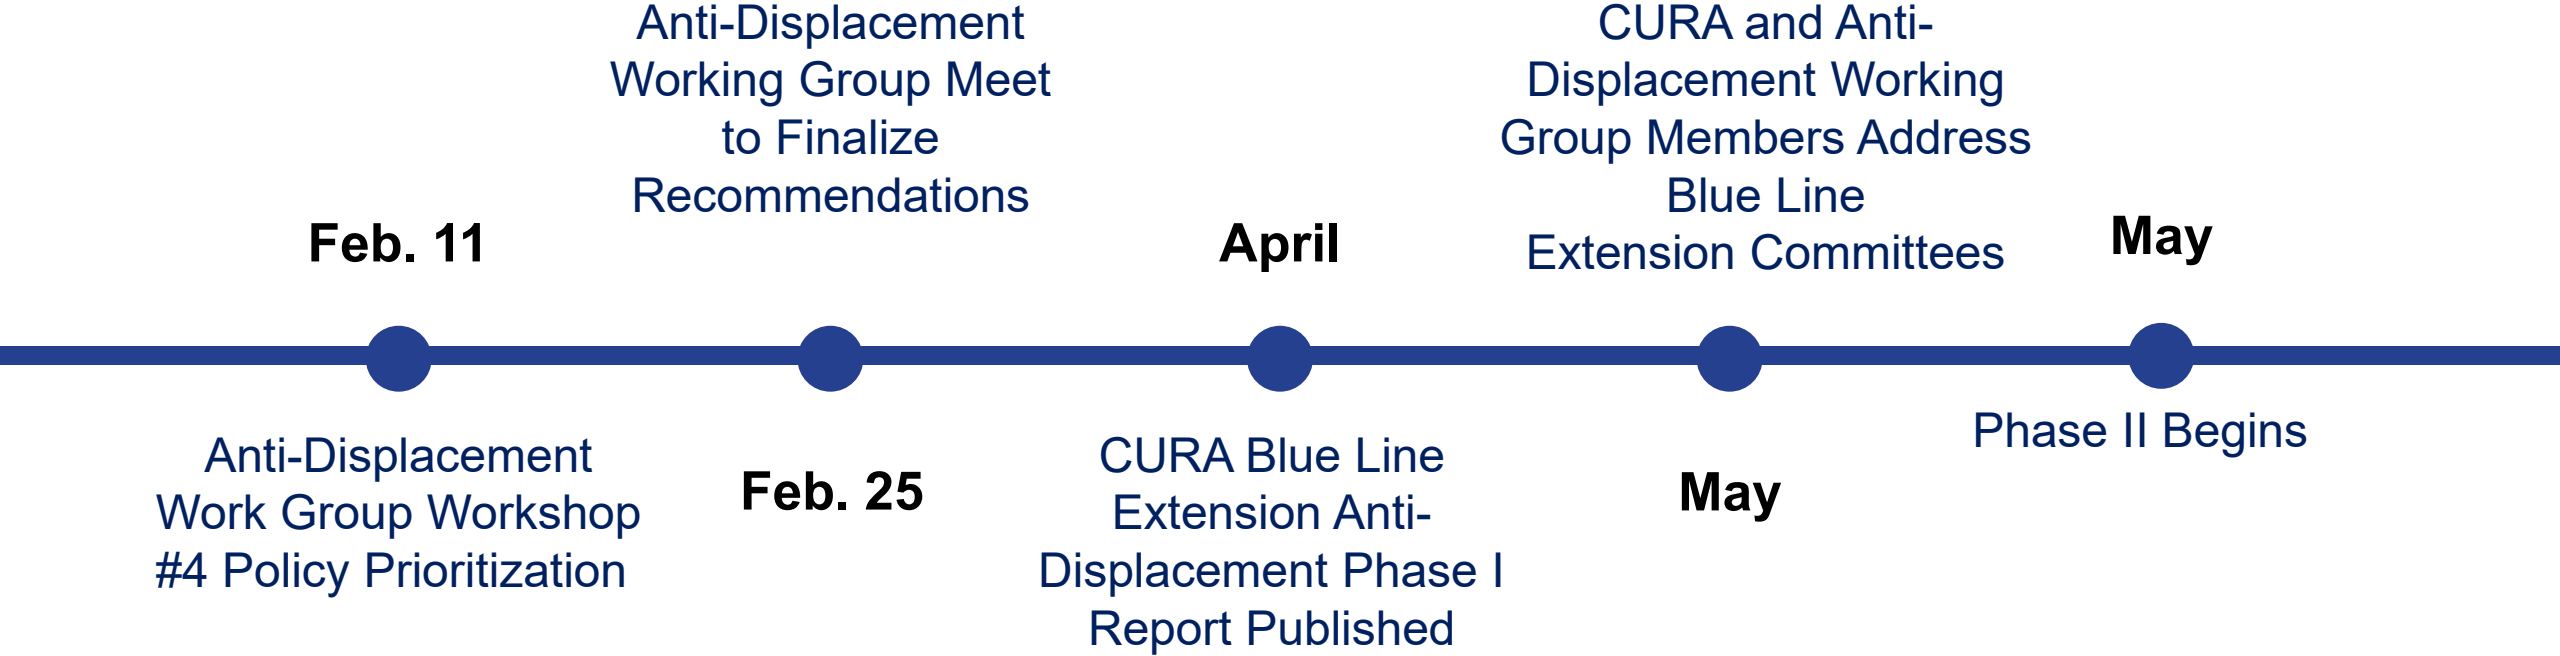 Feb. 11
Anti-Displacement
Work Group Workshop
#4 Policy Prioritization
Anti-Displacement
Working Group Meet
to Finalize
Recommendations
Feb. 25
April
CURA Blue Line
Extension Anti-
Displacement Phase I
Report Published
CURA and Anti-
Displacement Working
Group Members Address
Blue Line
Extension Committees
May
May
Phase II Begins